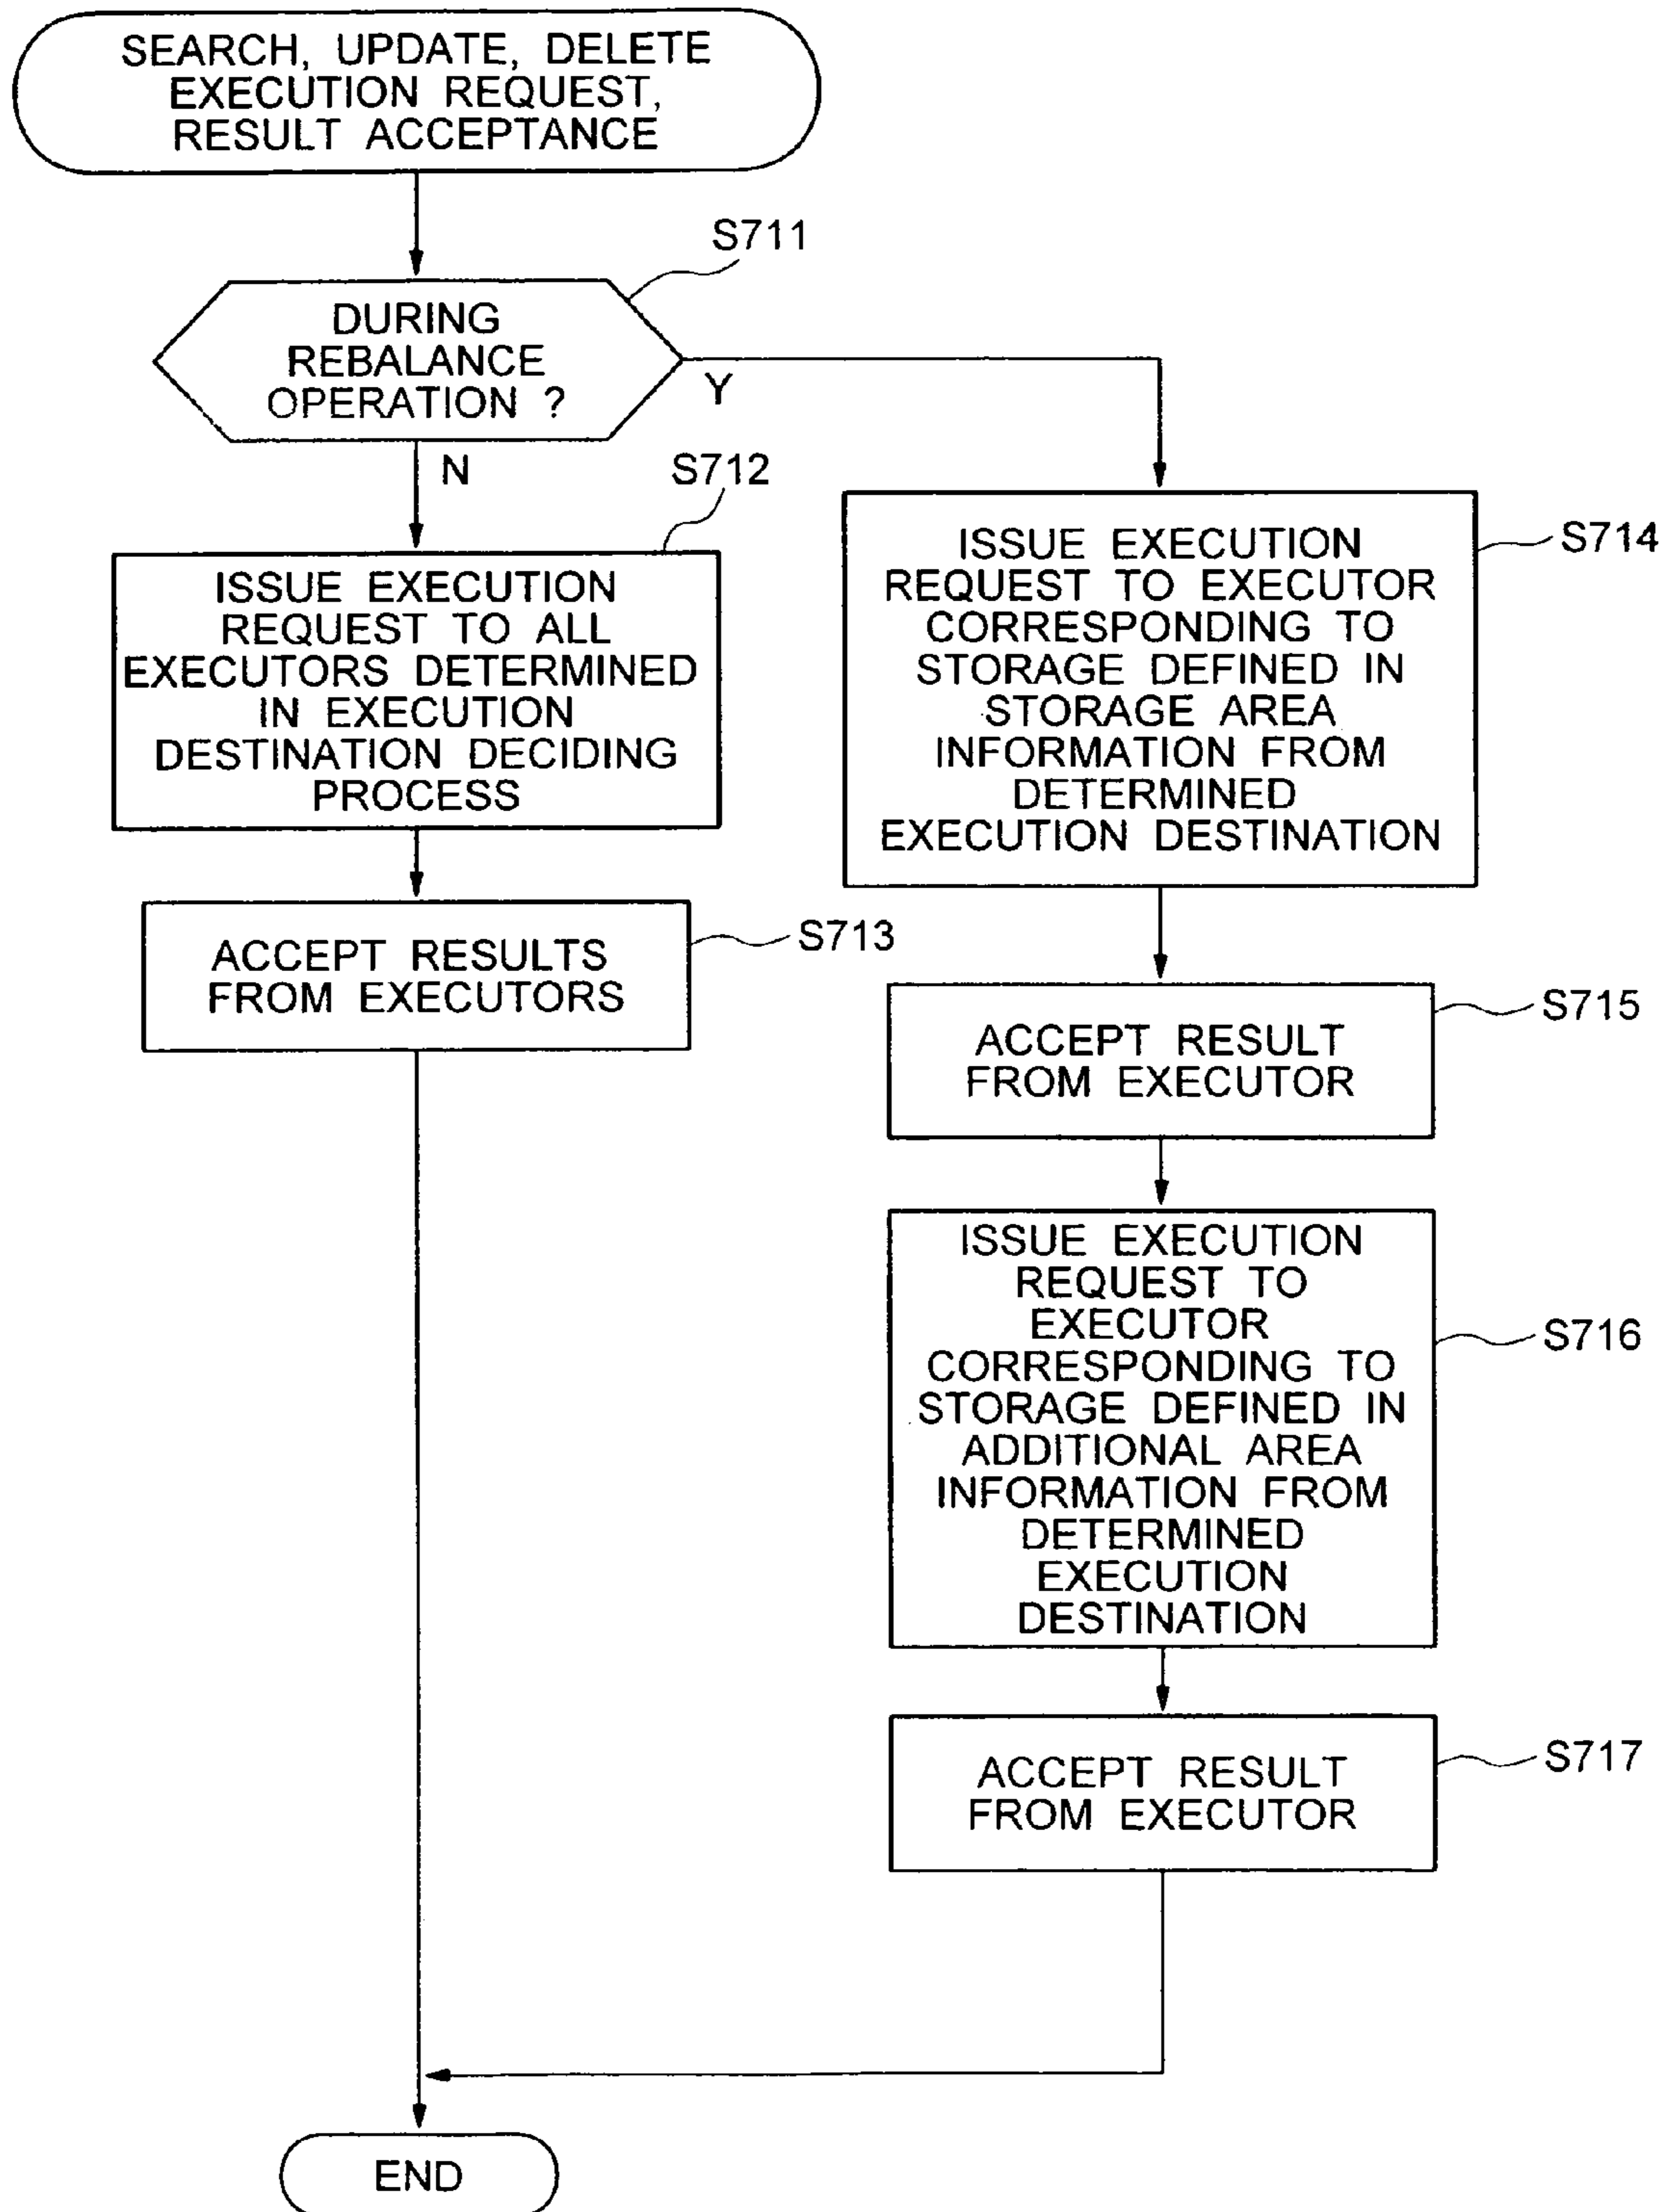 SEARCH, UPDATE, DELETE
EXECUTION REQUEST,
RESULT ACCEPTANCE
S711
DURING
REBALANCE
OPERATION ?
Y
N
S712
ISSUE EXECUTION
REQUEST TO ALL
EXECUTORS DETERMINED
IN EXECUTION
DESTINATION DECIDING
PROCESS
S713
ACCEPT RESULTS
FROM EXECUTORS
S714
ISSUE EXECUTION
REQUEST TO EXECUTOR
CORRESPONDING TO
STORAGE DEFINED IN
STORAGE AREA
INFORMATION FROM
DETERMINED
EXECUTION DESTINATION
S715
ACCEPT RESULT
FROM EXECUTOR
S716
ISSUE EXECUTION
REQUEST TO
EXECUTOR
CORRESPONDING TO
STORAGE DEFINED IN
ADDITIONAL AREA
INFORMATION FROM
DETERMINED
EXECUTION
DESTINATION
S717
ACCEPT RESULT
FROM EXECUTOR
END